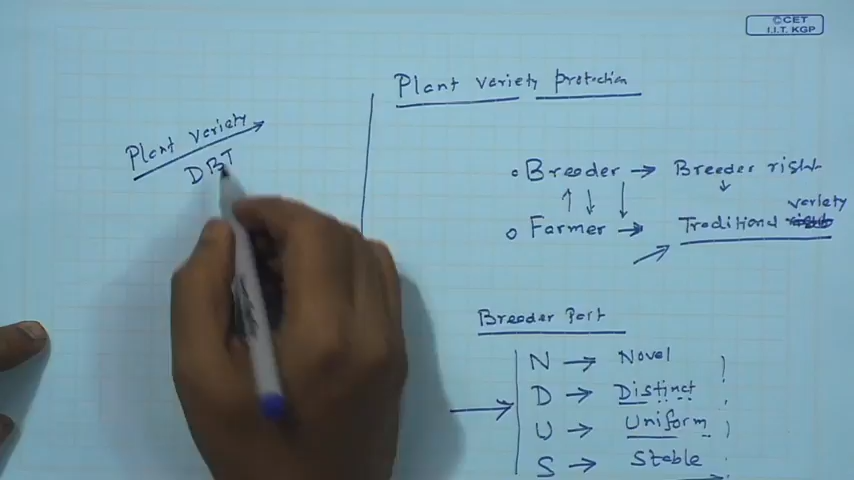 ©CET
I.I.T. KGP
Plant variety protection
Plant variety
DBT
Breeder → Breeder right
Farmer → Traditional variety
Breeder Part
N → Novel
D → Distinct
U → Uniform
S → Stable